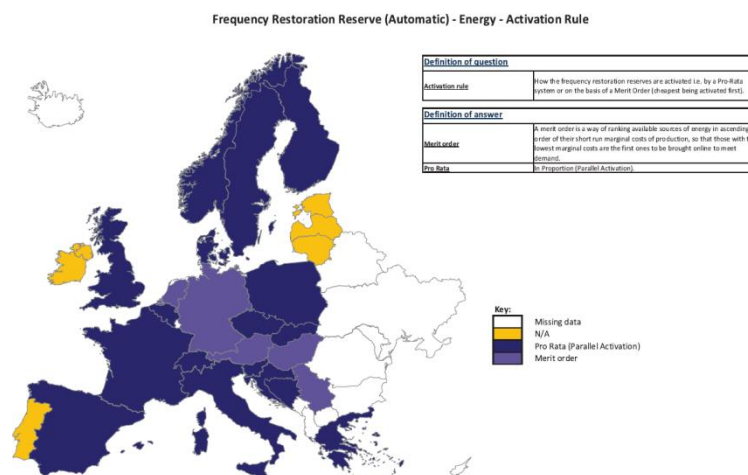 Frequency Restoration Reserve (Automatic) - Energy - Activation Rule
Definition of question
Activation rule
How the frequency restoration reserves are activated i.e. by a Pro-Rata
system or on the basis of a Merit Order (cheapest being activated first).
Definition of answer
Merit order
A merit order is a way of ranking available sources of energy in ascending
order of their short run marginal costs of production, so that those with t
lowest marginal costs are the first ones to be brought online to meet
demand.
Pro Rata
In Proportion (Parallel Activation).
Key:
Missing data
N/A
Pro Rata (Parallel Activation)
Merit order